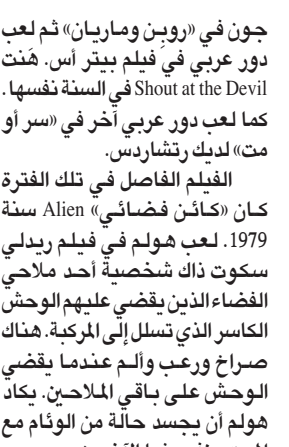 جون في «روبِن وماريان» ثم لعب
دور عربي في فيلم بيتر أس. هَنت
Shout at the Devil في السنة نفسها.
كما لعب دور عربي آخر في «سر أو
مت» لديك رتشاردس.
الفيلم الفاصل في تلك الفترة
كان «كائن فضائي» Alien سنة
1979. لعب هولم في فيلم ريدلي
سكوت ذاك شخصية أحد ملاحي
الفضاء الذين يقضي عليهم الوحش
الكاسر الذي تسلل إلى المركبة. هناك
صراخ ورعب وألم عندما يقضي
الوحش على باقي الملاحين. يكاد
هولم أن يجسد حالة من الوئام مع